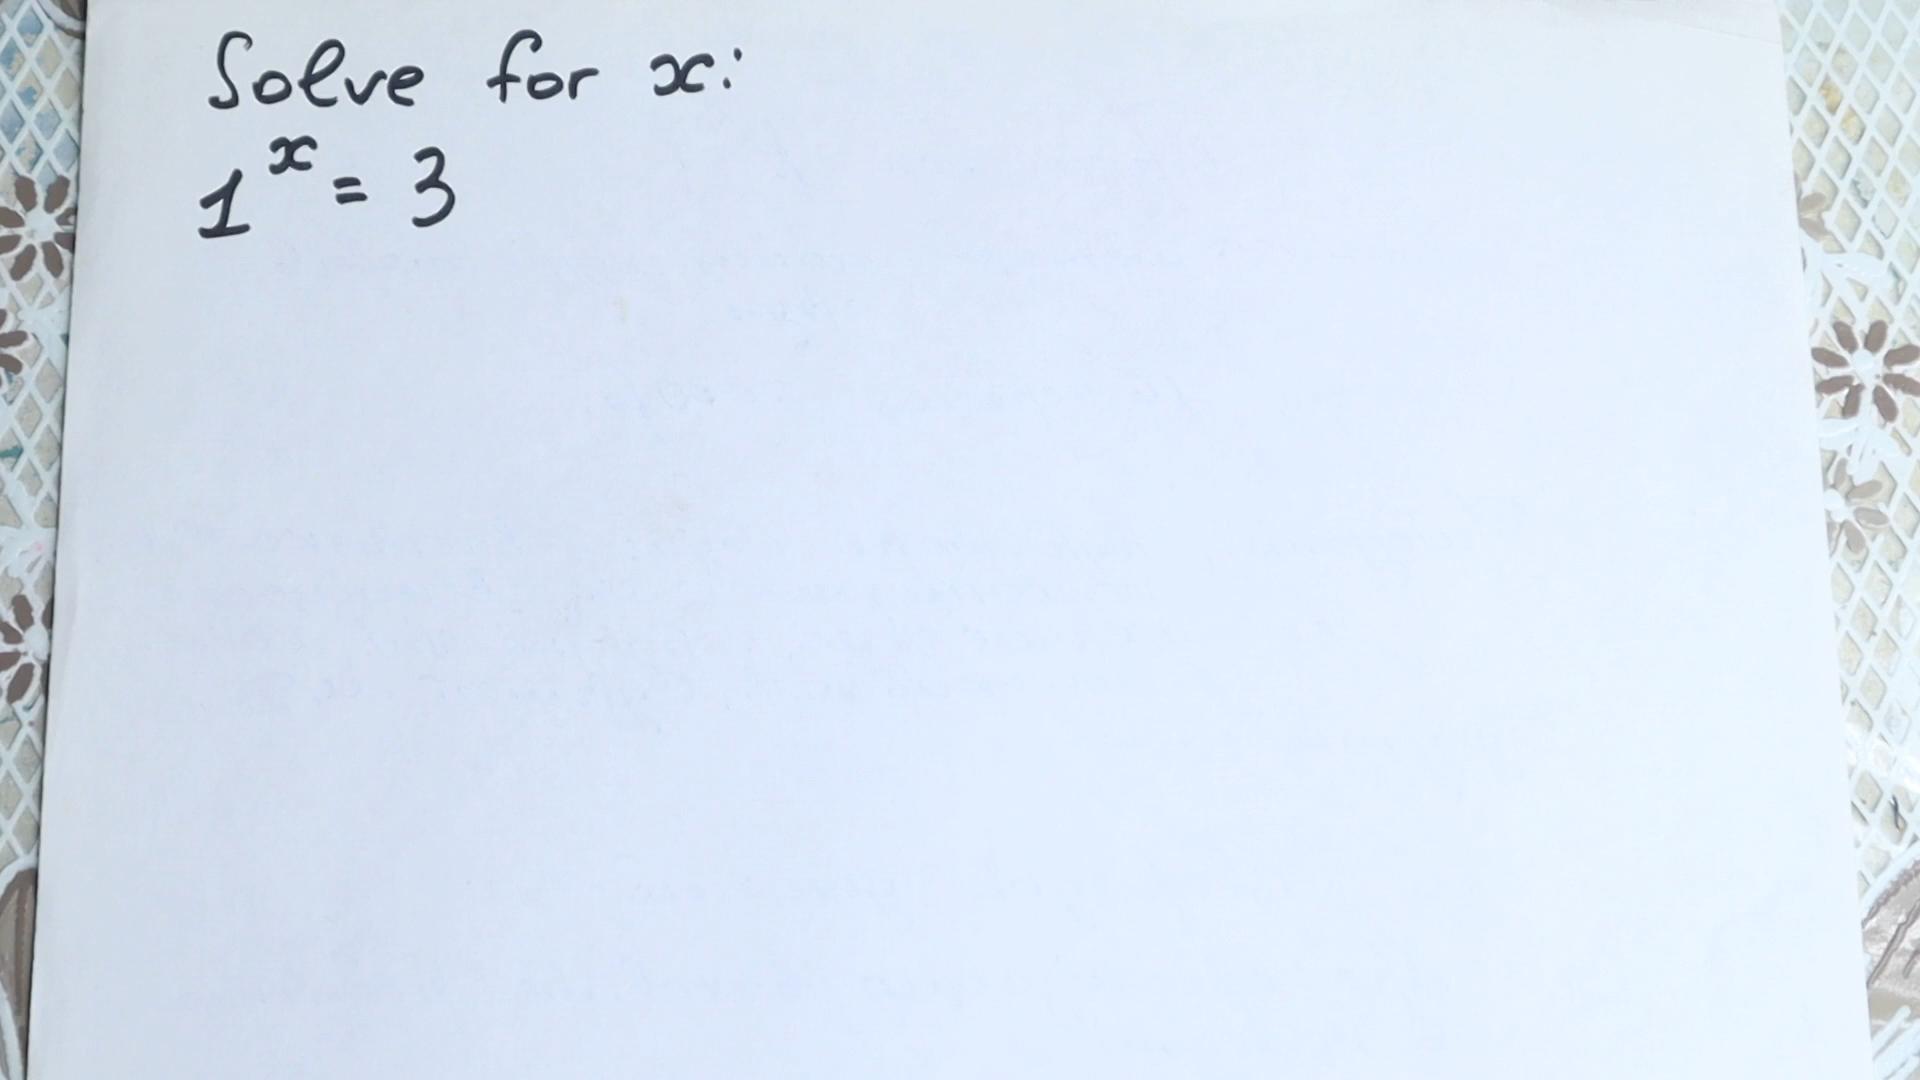 Solve for x:
1^x = 3